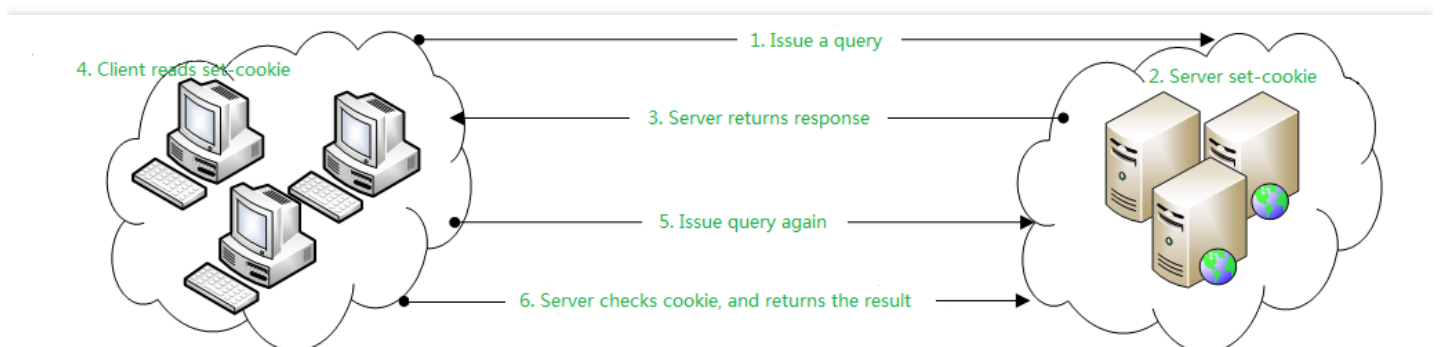 1. Issue a query
4. Client reads set-cookie
2. Server set-cookie
3. Server returns response
5. Issue query again
6. Server checks cookie, and returns the result